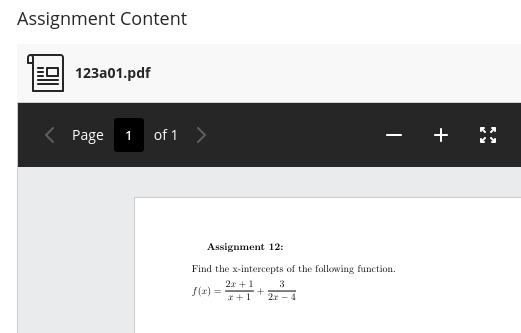 Assignment Content
123a01.pdf
Page 1 of 1
Assignment 12:
Find the x-intercepts of the following function.
f(x) = \frac{2x + 1}{x + 1} + \frac{3}{2x − 4}